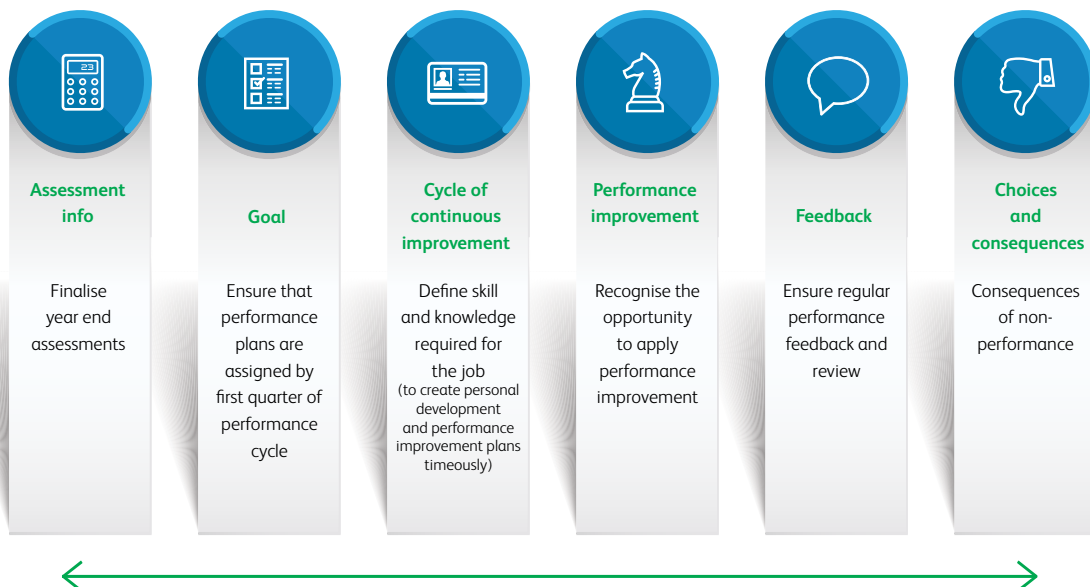 23
Assessment
info
Finalise
year end
assessments
Goal
Ensure that
performance
plans are
assigned by
first quarter of
performance
cycle
Cycle of
continuous
improvement
Define skill
and knowledge
required for
the job
(to create personal
development
and performance
improvement plans
timeously)
Performance
improvement
Recognise the
opportunity
to apply
performance
improvement
Feedback
Ensure regular
performance
feedback and
review
Choices
and
consequences
Consequences
of non-
performance